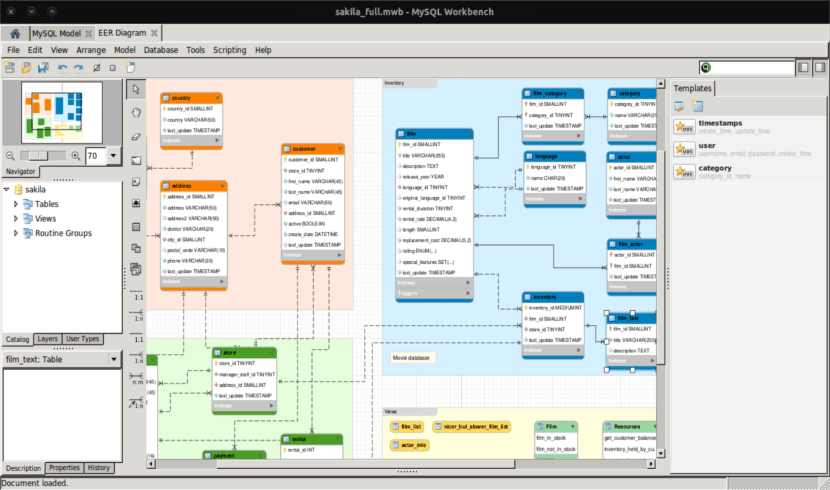 sakila_full.mwb - MySQL Workbench
MySQL Model
EER Diagram
File Edit View Arrange Model Database Tools Scripting Help
70
Navigator
sakila
Tables
Views
Routine Groups
Catalog Layers User Types
film_text: Table
Description Properties History
Document loaded.
1:1
1:n
1:1
1:n
n:m
1:n
country
country_id SMALLINT
country VARCHAR(50)
last_update TIMESTAMP
Indexes
address
address_id SMALLINT
address VARCHAR(50)
address2 VARCHAR(50)
district VARCHAR(20)
city_id SMALLINT
postal_code VARCHAR(10)
phone VARCHAR(20)
last_update TIMESTAMP
Indexes
customer
customer_id SMALLINT
store_id TINYINT
first_name VARCHAR(45)
last_name VARCHAR(45)
email VARCHAR(50)
address_id SMALLINT
active BOOLEAN
create_date DATETIME
last_update TIMESTAMP
Indexes
store
store_id TINYINT
manager_staff_id TINYINT
address_id SMALLINT
last_update TIMESTAMP
Indexes
(45)
(45)
payment
rental
rental_id INT
Inventory
film
film_id SMALLINT
title VARCHAR(255)
description TEXT
release_year YEAR
language_id TINYINT
original_language_id TINYINT
rental_duration TINYINT
rental_rate DECIMAL(4,2)
length SMALLINT
replacement_cost DECIMAL(5,2)
rating ENUM(...)
special_features SET(...)
last_update TIMESTAMP
Indexes
Triggers
film_category
film_id SMALLINT
category_id TINYINT
last_update TIMESTAMP
Indexes
category
category_id TINYINT
name VARCHAR(25)
last_update TIMESTAMP
Indexes
language
language_id TINYINT
name CHAR(20)
last_update TIMESTAMP
Indexes
actor
actor_id SMALLINT
first_name VARCHAR
last_name VARCHAR
last_update TIMESTAMP
Indexes
film_actor
actor_id SMALLINT
film_id SMALLINT
last_update TIMESTAMP
Indexes
inventory
inventory_id MEDIUMINT
film_id SMALLINT
store_id TINYINT
last_update TIMESTAMP
Indexes
film_text
film_id SMALLINT
title VARCHAR(255)
description TEXT
Indexes
Movie database
Views
film_list
nicer_but_slower_film_list
actor_info
Film
film_in_stock
film_not_in_stock
Resources
get_customer_balance
inventory_held_by_cu...
Templates
timestamps
create_time, update_time
user
username, email, password, create_time
category
category_id, name